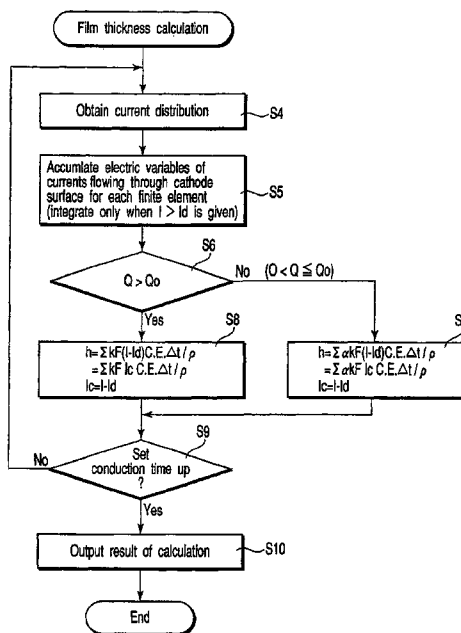 Film thickness calculation
Obtain current distribution
S4
Accumlate electric variables of
currents flowing through cathode
surface for each finite element
(integrate only when I > Id is given)
S5
S6
Q > Qo
No (O < Q ≦ Qo)
Yes
S8
h=ΣkF(I-Id)C.E.Δt/ρ
=ΣkF Ic C.E.Δt/ρ
Ic=I-Id
h=ΣαkF(I-Id)C.E.Δt/ρ
=ΣαkF Ic C.E.Δt/ρ
Ic=I-Id
S9
No
Set
conduction time up
?
Yes
Output result of calculation
S10
End